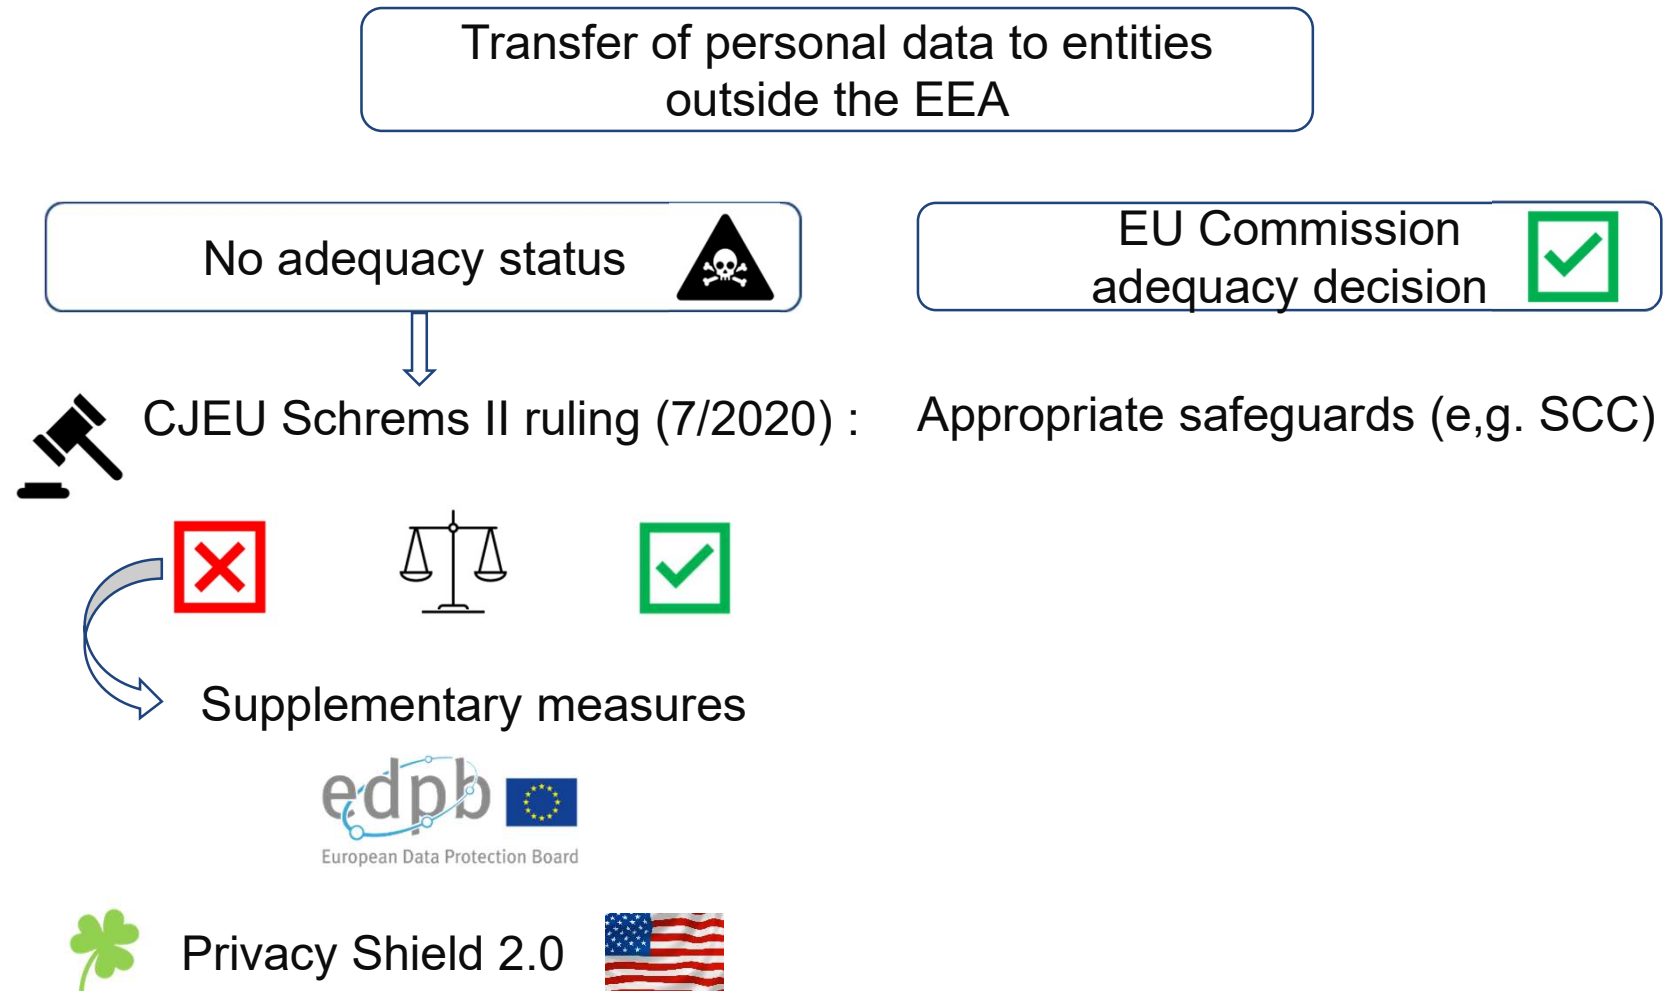 Transfer of personal data to entities
outside the EEA
No adequacy status
EU Commission
adequacy decision
CJEU Schrems II ruling (7/2020) :
Appropriate safeguards (e,g. SCC)
Supplementary measures
edpb
European Data Protection Board
Privacy Shield 2.0